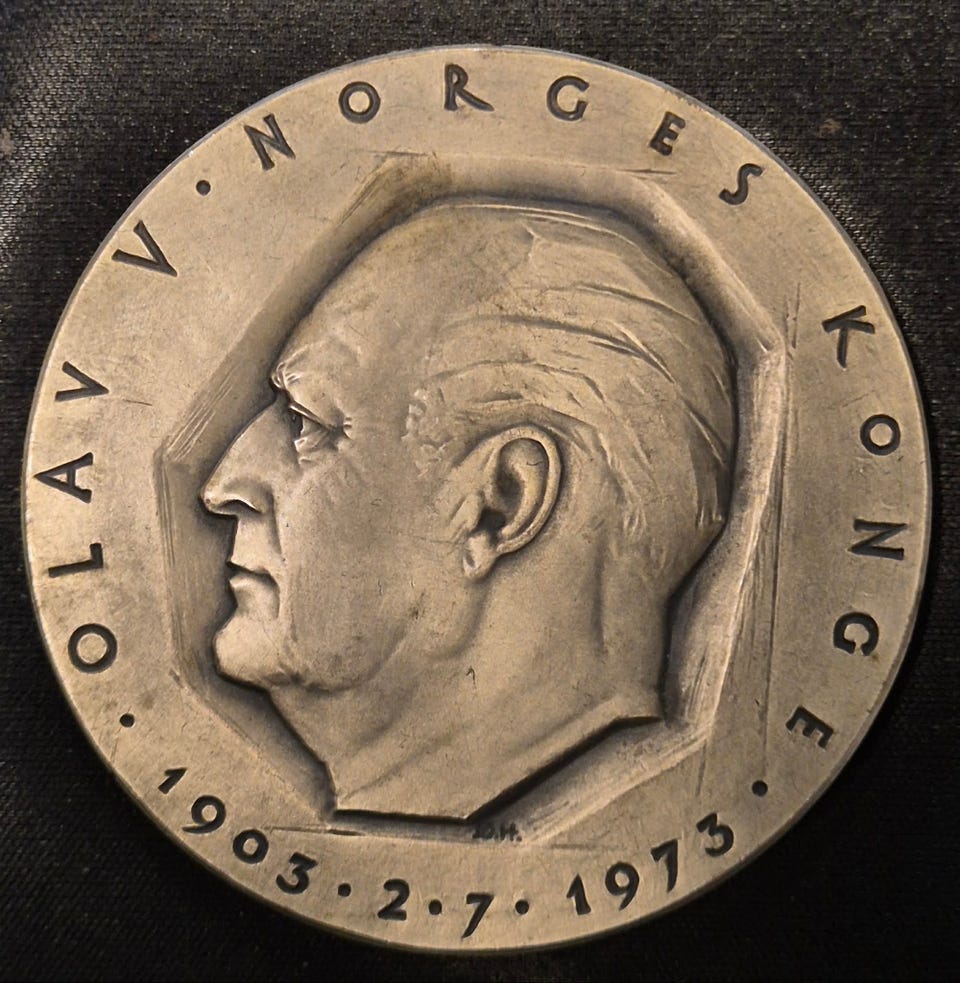 OLAV V · NORGES KONGE
· 1903 · 2 · 7 · 1973 ·
Ø.H.